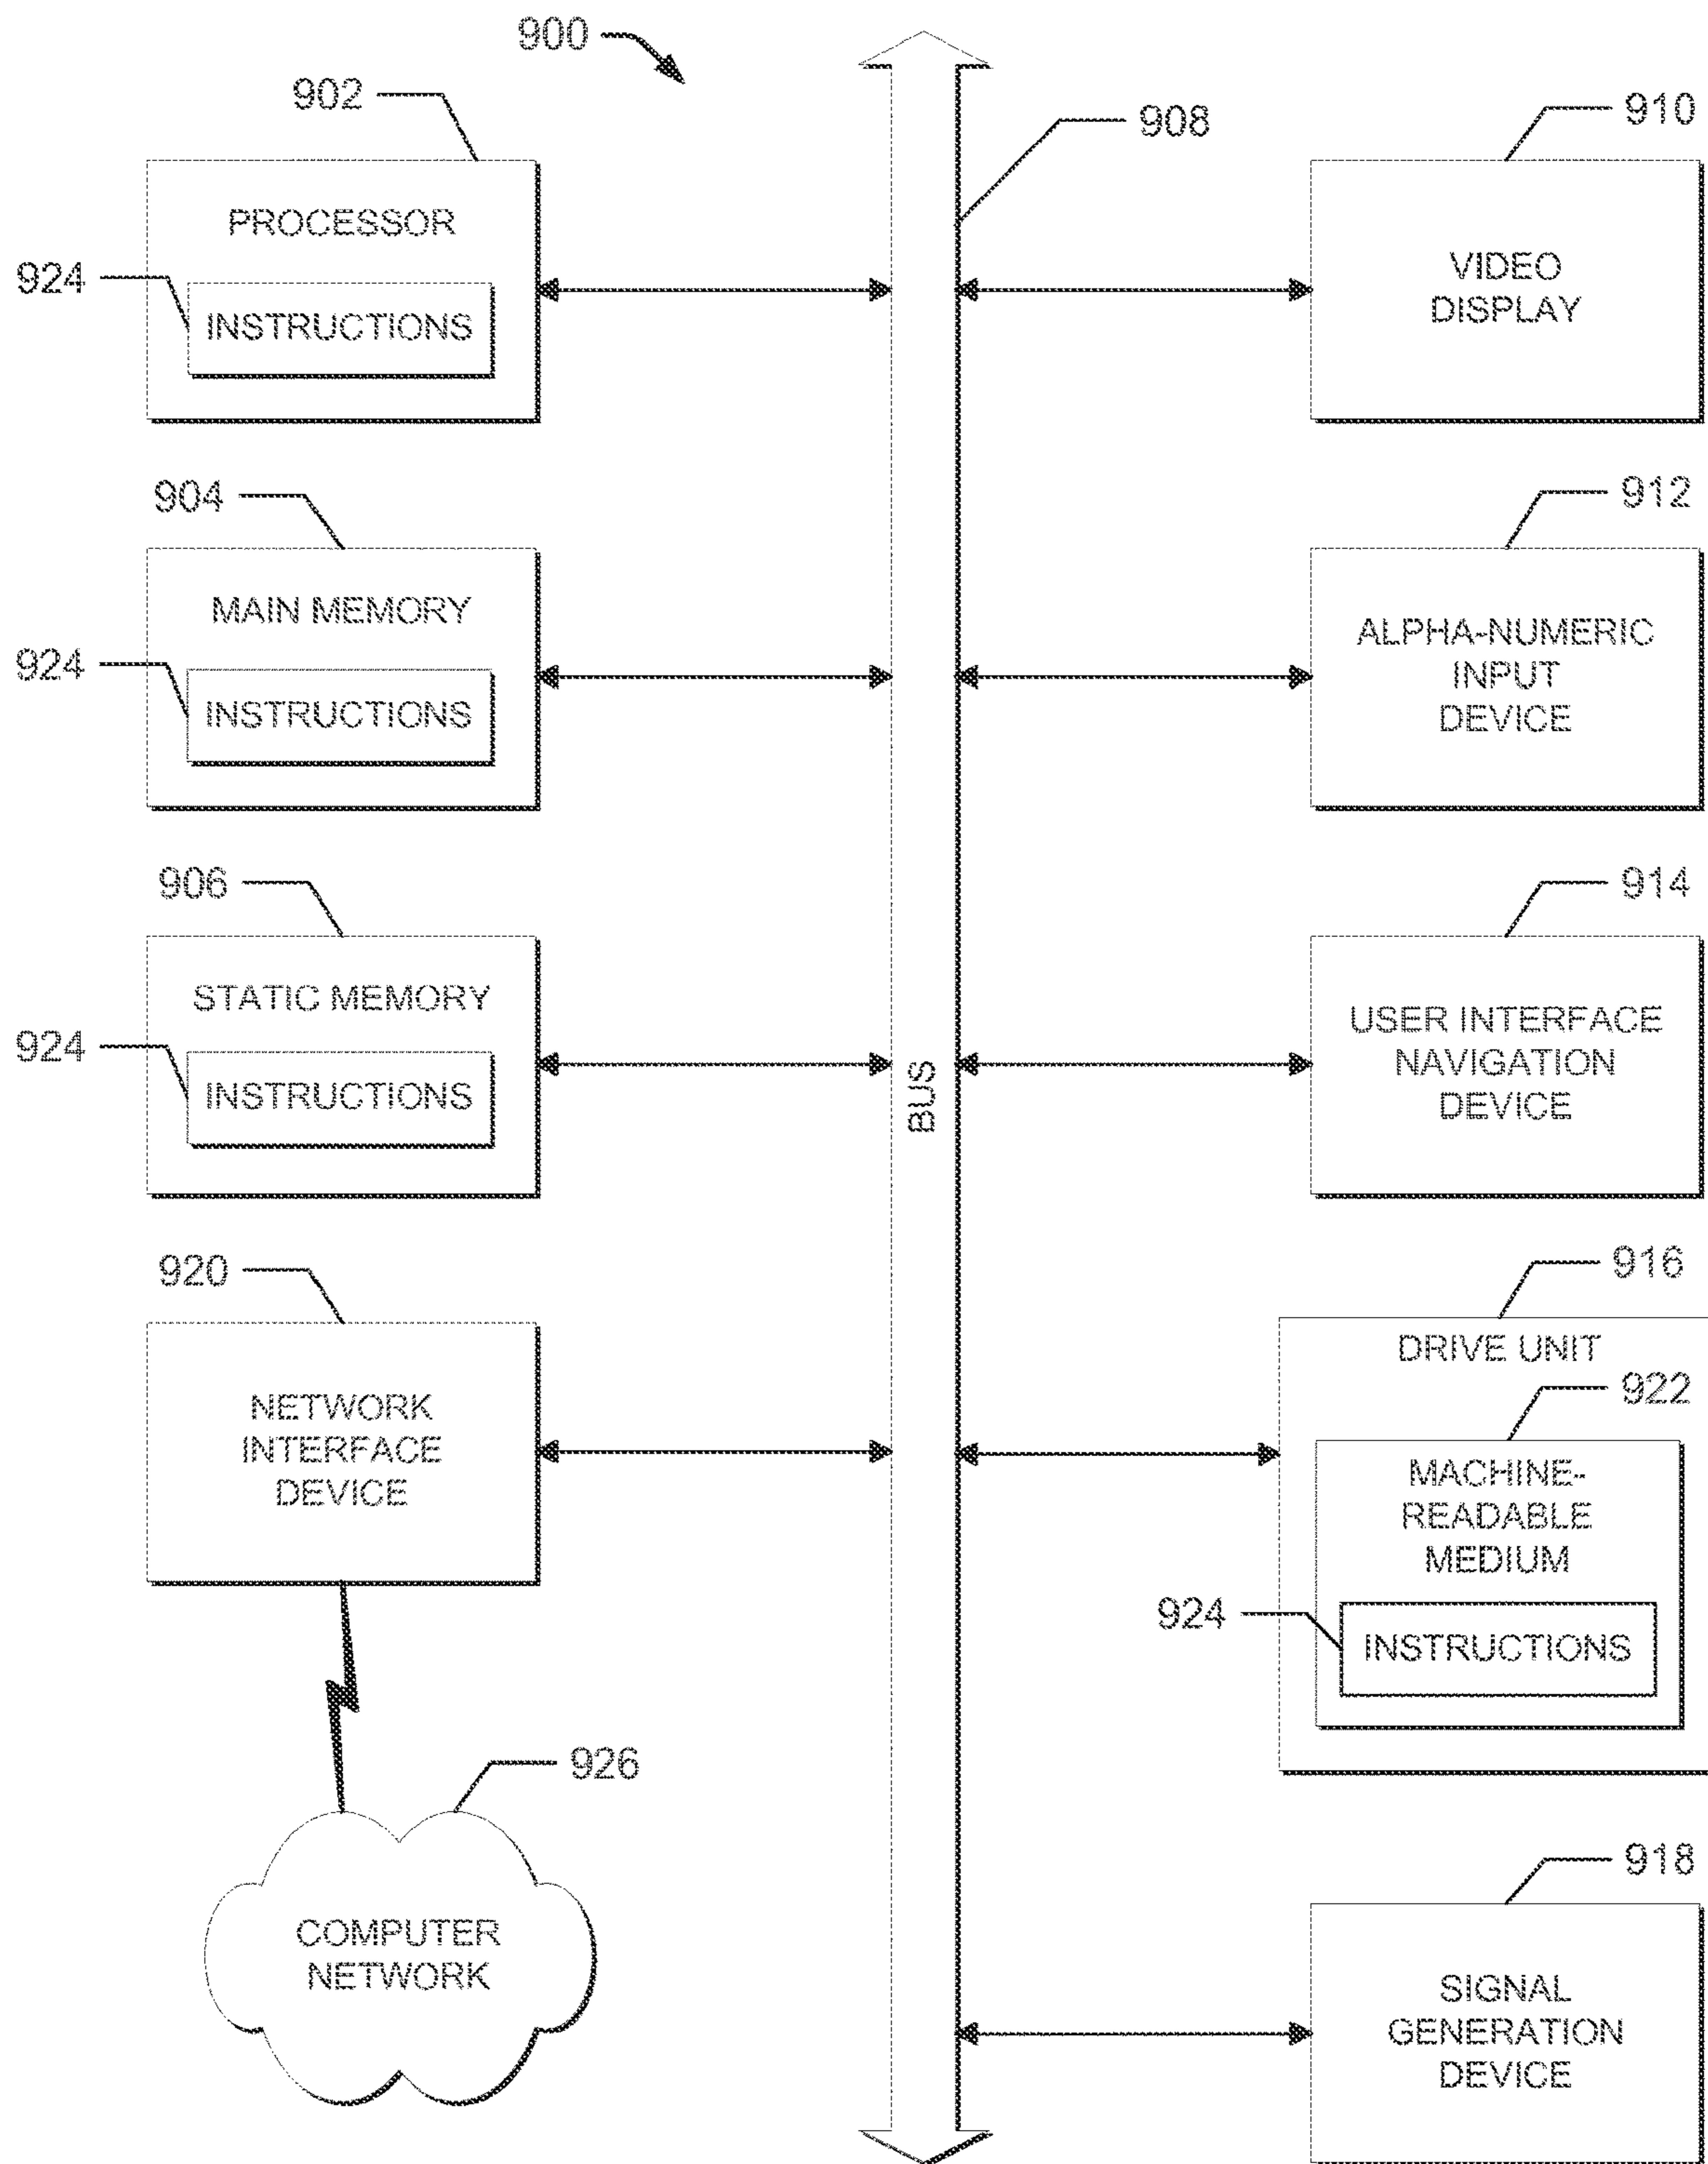 900
902
PROCESSOR
924
INSTRUCTIONS
904
MAIN MEMORY
924
INSTRUCTIONS
906
STATIC MEMORY
924
INSTRUCTIONS
920
NETWORK
INTERFACE
DEVICE
926
COMPUTER
NETWORK
908
BUS
910
VIDEO
DISPLAY
912
ALPHA-NUMERIC
INPUT
DEVICE
914
USER INTERFACE
NAVIGATION
DEVICE
916
DRIVE UNIT
922
MACHINE-
READABLE
MEDIUM
924
INSTRUCTIONS
918
SIGNAL
GENERATION
DEVICE